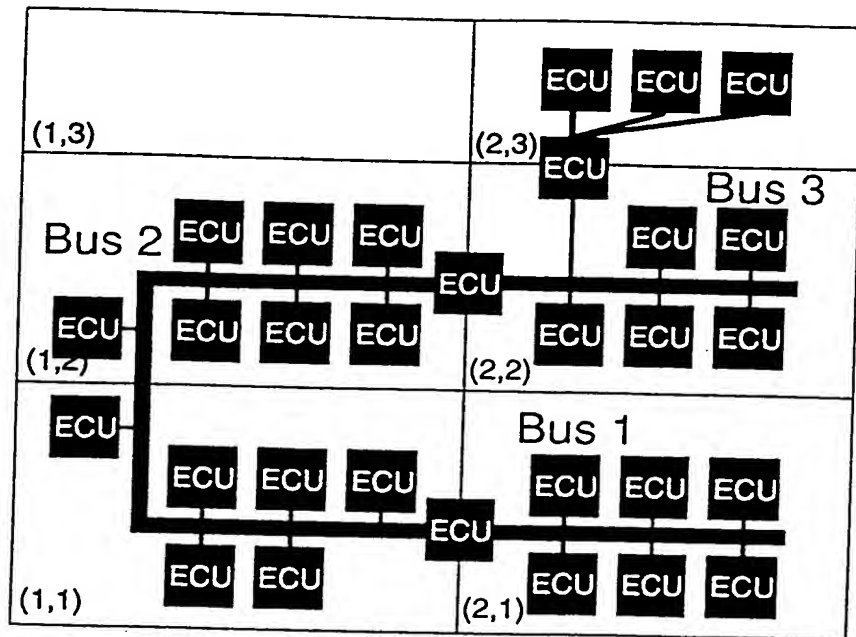 ECU ECU ECU
(1,3) (2,3)
ECU
Bus 3
Bus 2 ECU ECU ECU ECU ECU
ECU
ECU ECU ECU ECU ECU ECU ECU
(1,2) (2,2)
ECU Bus 1
ECU ECU ECU ECU ECU ECU
ECU
ECU ECU ECU ECU ECU
(1,1) (2,1)